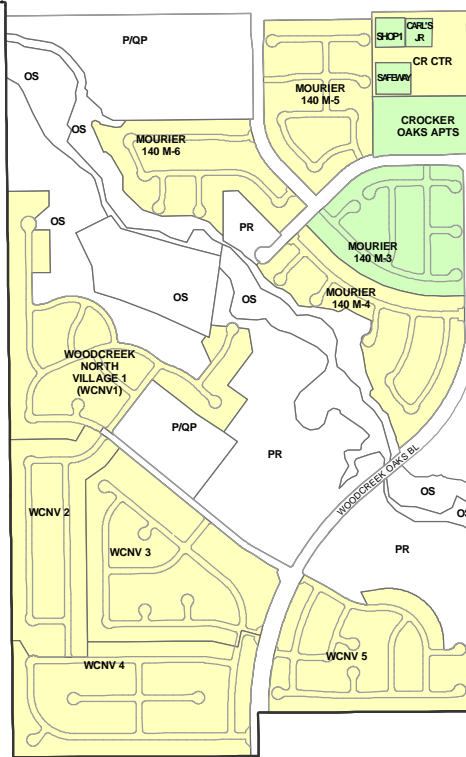 P/QP
SHOP1
CARL'S
JR
CR CTR
SAFEWAY
CROCKER
OAKS APTS
OS
OS
MOURIER
140 M-5
MOURIER
140 M-6
PR
MOURIER
140 M-3
OS
OS
OS
MOURIER
140 M-4
WOODCREEK
NORTH
VILLAGE 1
(WCNV1)
P/QP
PR
WOODCREEK OAKS BL
OS
OS
PR
WCNV 2
WCNV 3
WCNV 4
WCNV 5